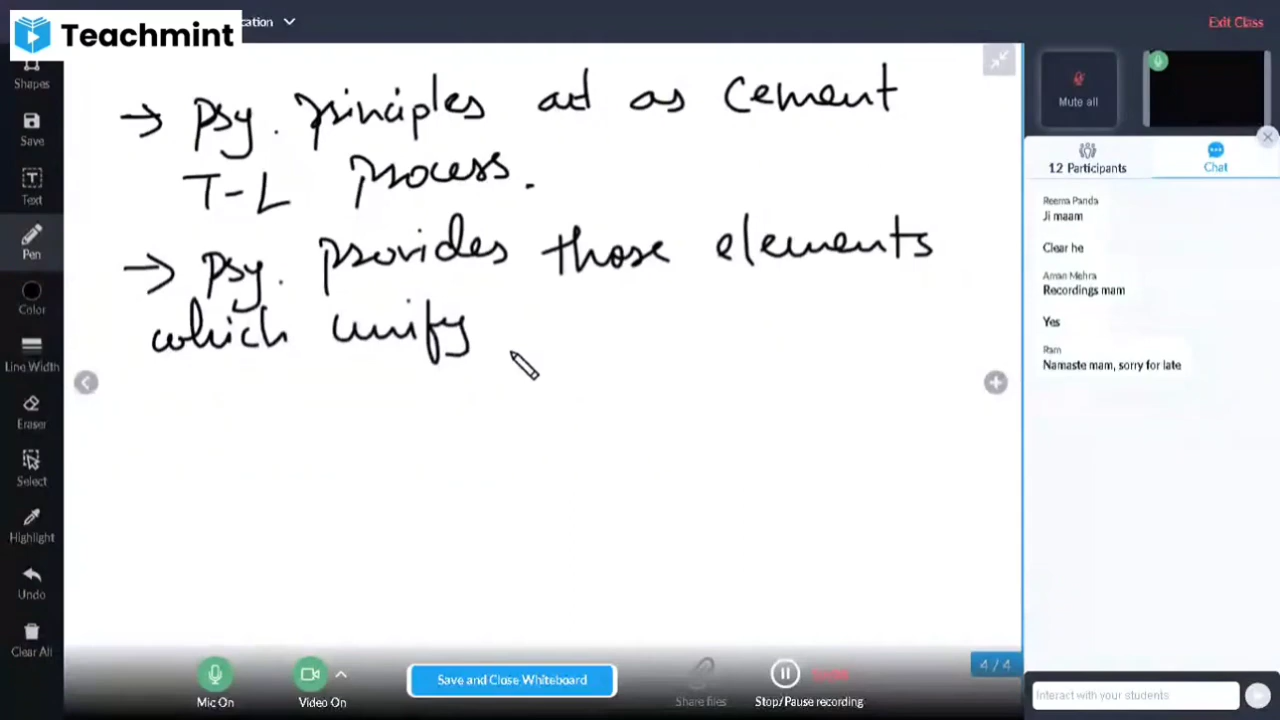 Teachmint
cation
Exit Class
Shapes
Save
Text
Pen
Color
Line Width
Eraser
Select
Highlight
Undo
Clear All
→ Psy. principles act as cement
T-L process.
→ Psy. provides those elements
which unify
Mute all
12 Participants
Chat
Reema Panda
Ji maam
Clear he
Arman Mehra
Recordings mam
Yes
Ram
Namaste mam, sorry for late
4 / 4
Mic On
Video On
Save and Close Whiteboard
Share files
Stop/Pause recording
Interact with your students